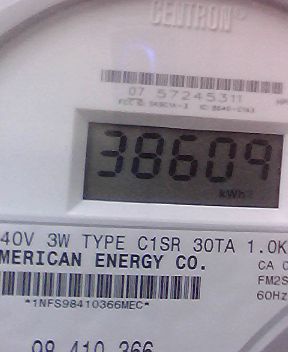 CENTRON®
07 57245311
38609
kWh
40V 3W TYPE C1SR 30TA 1.0K
MERICAN ENERGY CO.
CA
FM2S
60Hz
*1NFS98410366MEC*
98 410 366